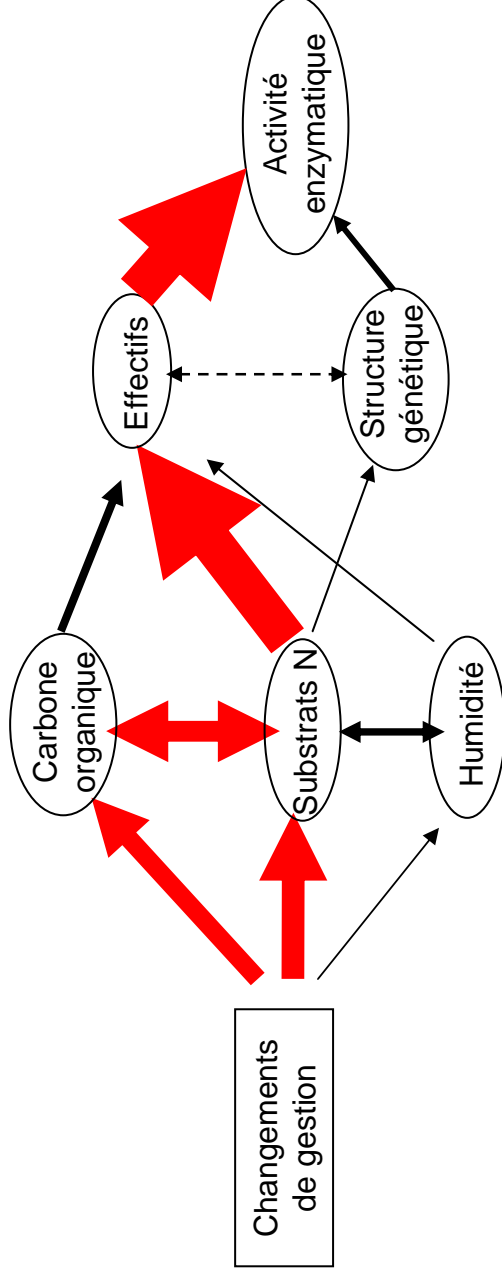 Changements
de gestion
Carbone
organique
Substrats N
Humidité
Effectifs
Structure
génétique
Activité
enzymatique